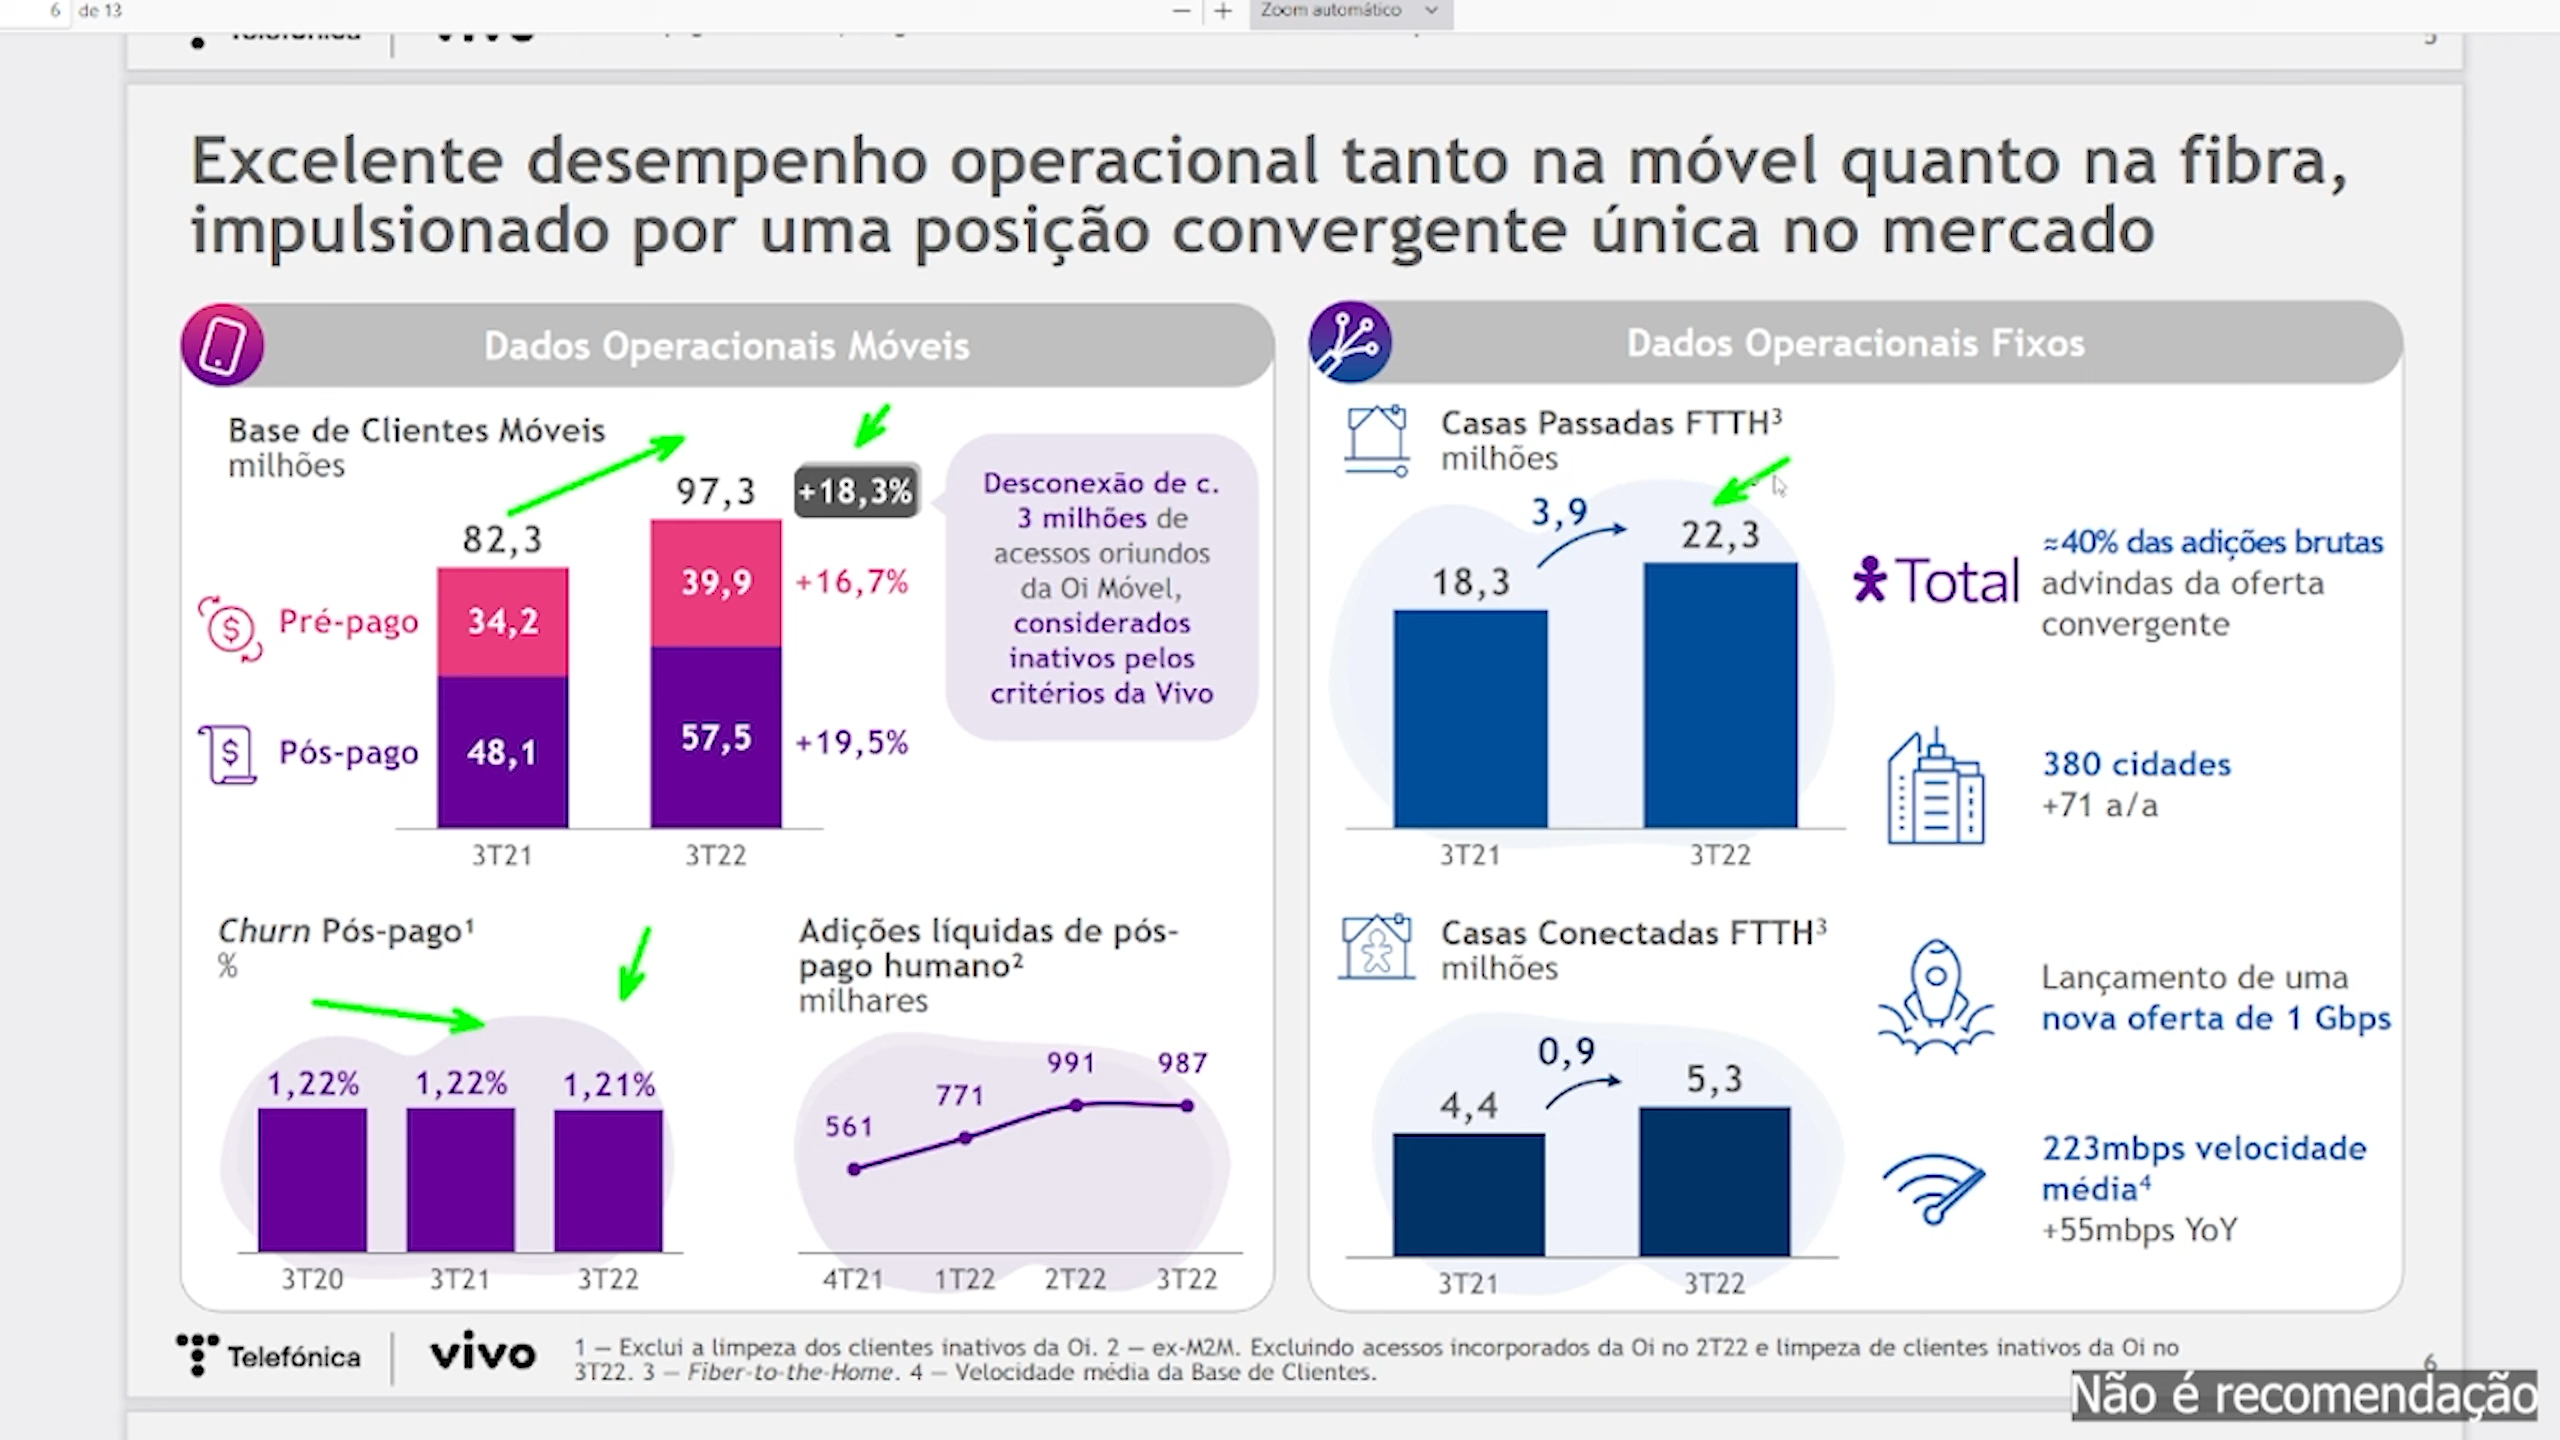 6 de 13
Zoom automático
Excelente desempenho operacional tanto na móvel quanto na fibra,
impulsionado por uma posição convergente única no mercado
Dados Operacionais Móveis
Base de Clientes Móveis
milhões
82,3
97,3
+18,3%
Pré-pago
34,2
39,9
+16,7%
Pós-pago
48,1
57,5
+19,5%
3T21
3T22
Desconexão de c.
3 milhões de
acessos oriundos
da Oi Móvel,
considerados
inativos pelos
critérios da Vivo
Churn Pós-pago¹
%
1,22%
1,22%
1,21%
3T20
3T21
3T22
Adições líquidas de pós-
pago humano²
milhares
561
771
991
987
4T21
1T22
2T22
3T22
Dados Operacionais Fixos
Casas Passadas FTTH³
milhões
18,3
3,9
22,3
3T21
3T22
Total
≈40% das adições brutas
advindas da oferta
convergente
380 cidades
+71 a/a
Casas Conectadas FTTH³
milhões
4,4
0,9
5,3
3T21
3T22
Lançamento de uma
nova oferta de 1 Gbps
223mbps velocidade
média⁴
+55mbps YoY
Telefónica
vivo
1 — Exclui a limpeza dos clientes inativos da Oi. 2 — ex-M2M. Excluindo acessos incorporados da Oi no 2T22 e limpeza de clientes inativos da Oi no
3T22. 3 — Fiber-to-the-Home. 4 — Velocidade média da Base de Clientes.
6
Não é recomendação